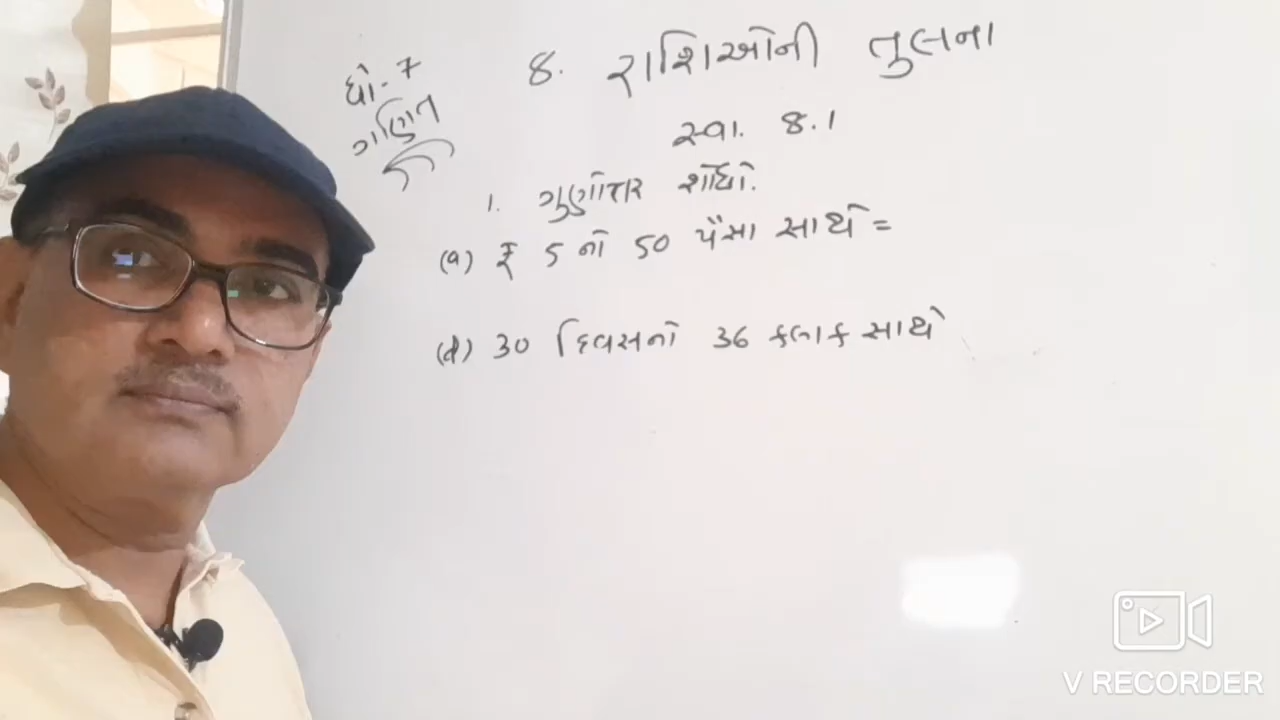 ધો-7
ગણિત
8. રાશિઓની તુલના
સ્વા. 8.1
1. ગુણોત્તર શોધો.
(a) ₹ 5 નો 50 પૈસા સાથે =
(d) 30 દિવસનો 36 કલાક સાથે
V RECORDER